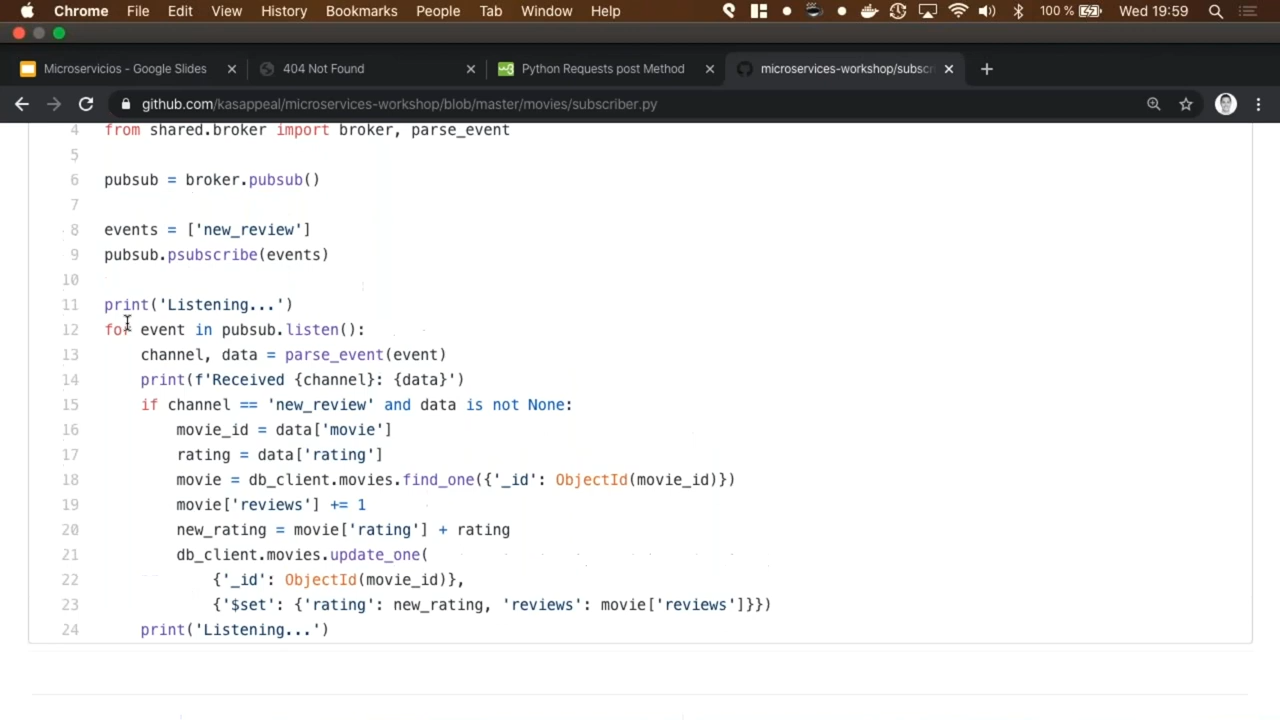 Chrome File Edit View History Bookmarks People Tab Window Help 100 % Wed 19:59
Microservicios - Google Slides 404 Not Found Python Requests post Method microservices-workshop/subscr
github.com/kasappeal/microservices-workshop/blob/master/movies/subscriber.py
4 from shared.broker import broker, parse_event
5
6 pubsub = broker.pubsub()
7
8 events = ['new_review']
9 pubsub.psubscribe(events)
10
11 print('Listening...')
12 for event in pubsub.listen():
13     channel, data = parse_event(event)
14     print(f'Received {channel}: {data}')
15     if channel == 'new_review' and data is not None:
16         movie_id = data['movie']
17         rating = data['rating']
18         movie = db_client.movies.find_one({'_id': ObjectId(movie_id)})
19         movie['reviews'] += 1
20         new_rating = movie['rating'] + rating
21         db_client.movies.update_one(
22             {'_id': ObjectId(movie_id)},
23             {'$set': {'rating': new_rating, 'reviews': movie['reviews']}})
24     print('Listening...')